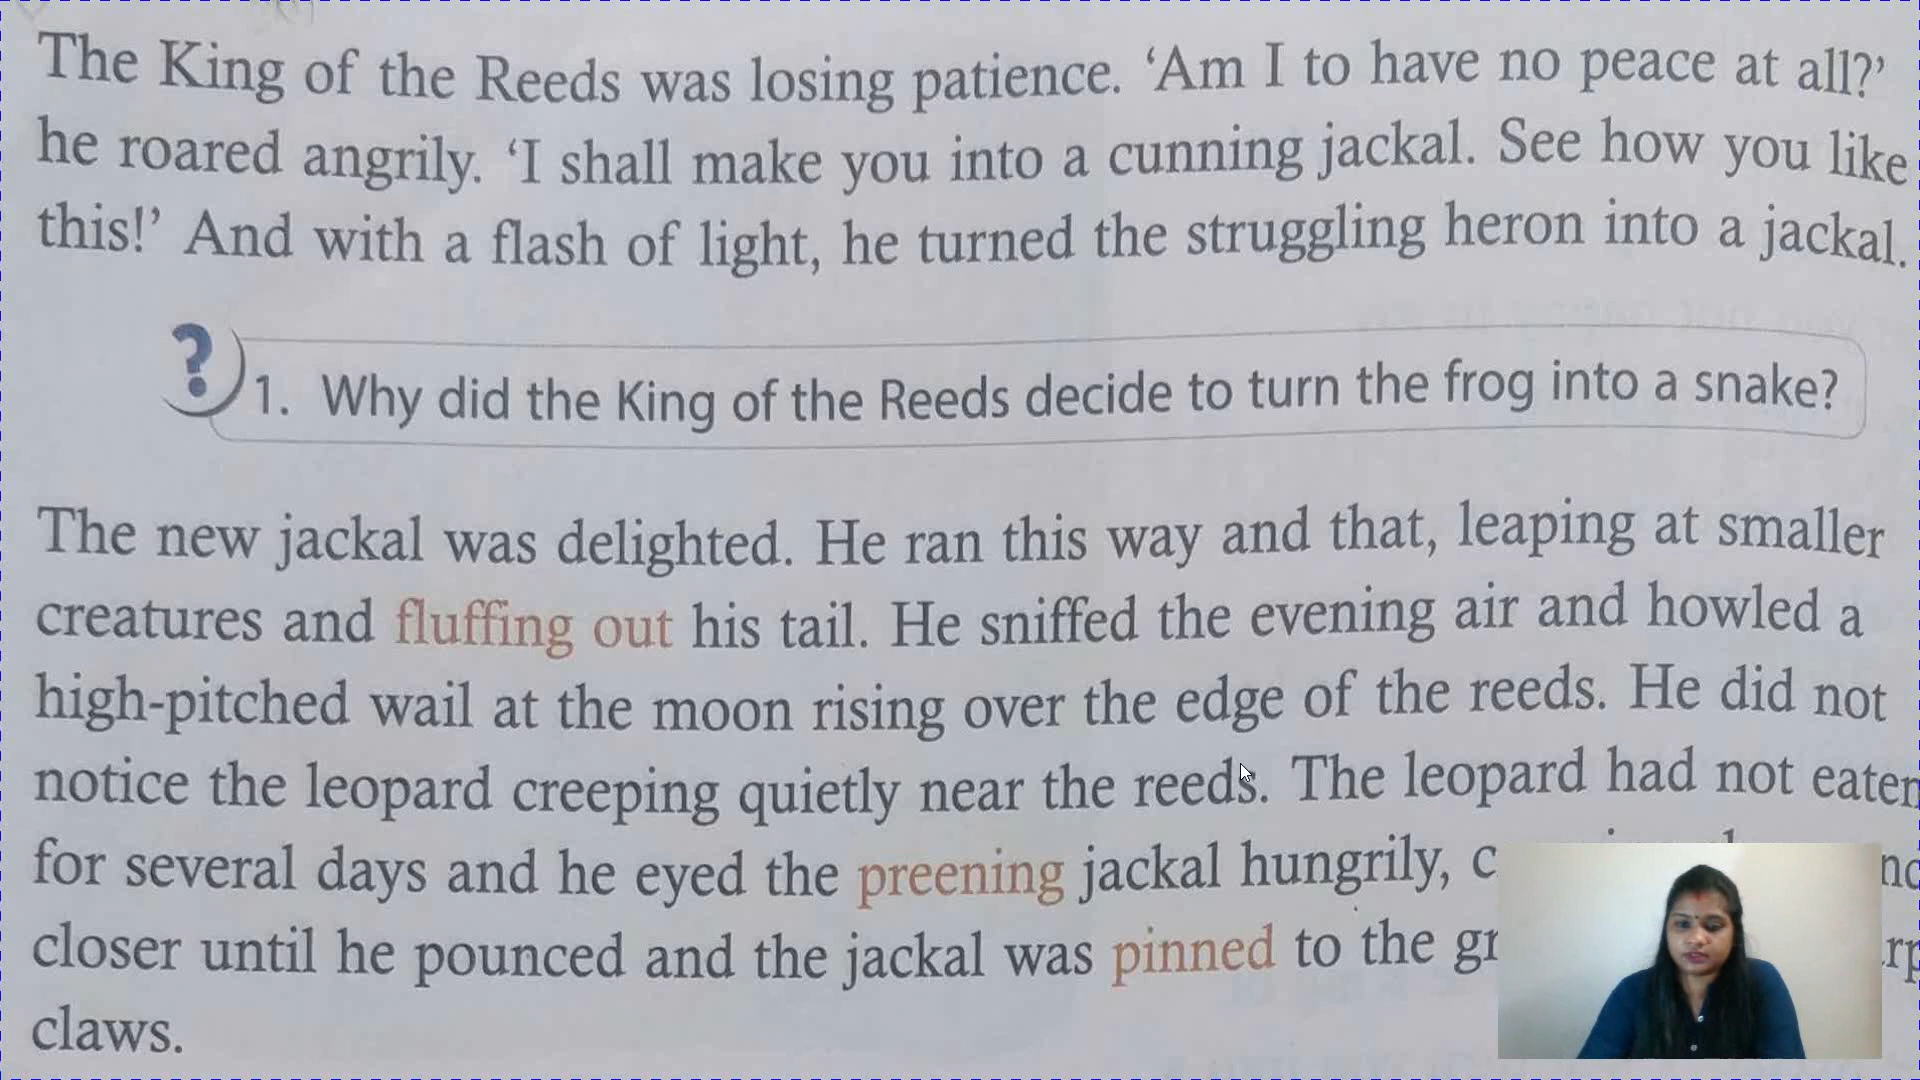 The King of the Reeds was losing patience. ‘Am I to have no peace at all?’
he roared angrily. ‘I shall make you into a cunning jackal. See how you like
this!’ And with a flash of light, he turned the struggling heron into a jackal.
?
1. Why did the King of the Reeds decide to turn the frog into a snake?
The new jackal was delighted. He ran this way and that, leaping at smaller
creatures and fluffing out his tail. He sniffed the evening air and howled a
high-pitched wail at the moon rising over the edge of the reeds. He did not
notice the leopard creeping quietly near the reeds. The leopard had not eaten
for several days and he eyed the preening jackal hungrily,
closer until he pounced and the jackal was pinned to the
claws.